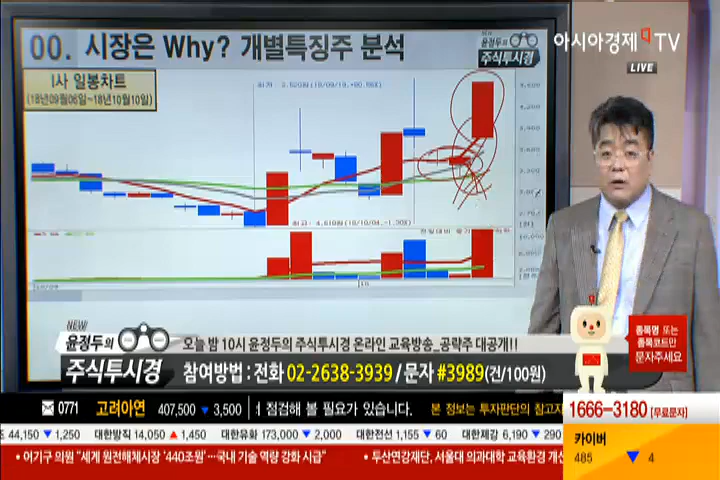 00. 시장은 Why? 개별특징주 분석
윤정두의
주식투시경
아시아경제 TV
LIVE
I사 일봉차트
(18년09월06일~18년10월10일)
NEW
윤정두의
주식투시경
오늘 밤 10시 윤정두의 주식투시경 온라인 교육방송_공략주 대공개!!
참여방법 : 전화 02-2638-3939 / 문자 #3989(건/100원)
종목명 또는
종목코드만
문자주세요
0771 고려아연 407,500 ▼ 3,500 점검해 볼 필요가 있습니다. 본 정보는 투자판단의 참고자
1666-3180 [무료문자]
44,150 ▼ 1,250 대한방직 14,050 ▲ 1,450 대한유화 173,000 ▼ 2,000 대한전선 1,155 ▼ 60 대한제강 6,190 ▼ 290
카이버
485 ▼ 4
• 어기구 의원 "세계 원전해체시장 '440조원'…국내 기술 역량 강화 시급" • 두산연강재단, 서울대 의과대학 교육환경 개선